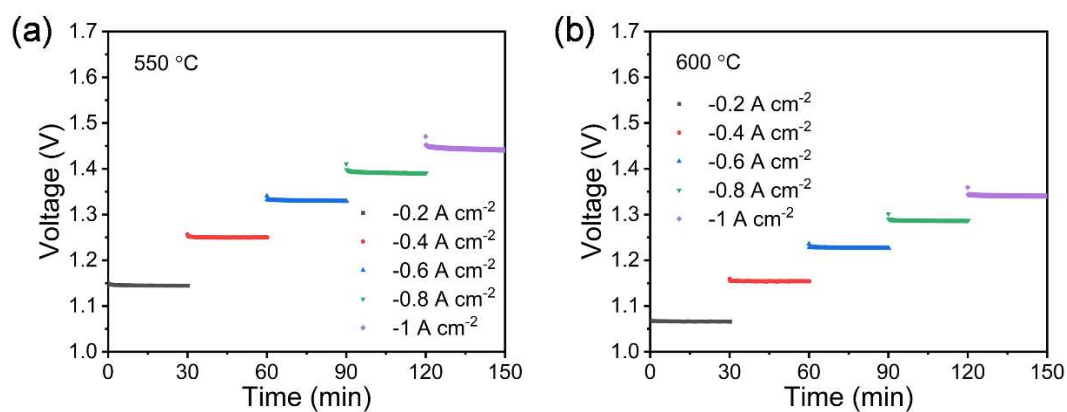 (a)
550 °C
1.7
1.6
1.5
1.4
1.3
1.2
1.1
1.0
Voltage (V)
-0.2 A cm⁻²
-0.4 A cm⁻²
-0.6 A cm⁻²
-0.8 A cm⁻²
-1 A cm⁻²
0 30 60 90 120 150
Time (min)
(b)
600 °C
1.7
1.6
1.5
1.4
1.3
1.2
1.1
1.0
Voltage (V)
-0.2 A cm⁻²
-0.4 A cm⁻²
-0.6 A cm⁻²
-0.8 A cm⁻²
-1 A cm⁻²
0 30 60 90 120 150
Time (min)